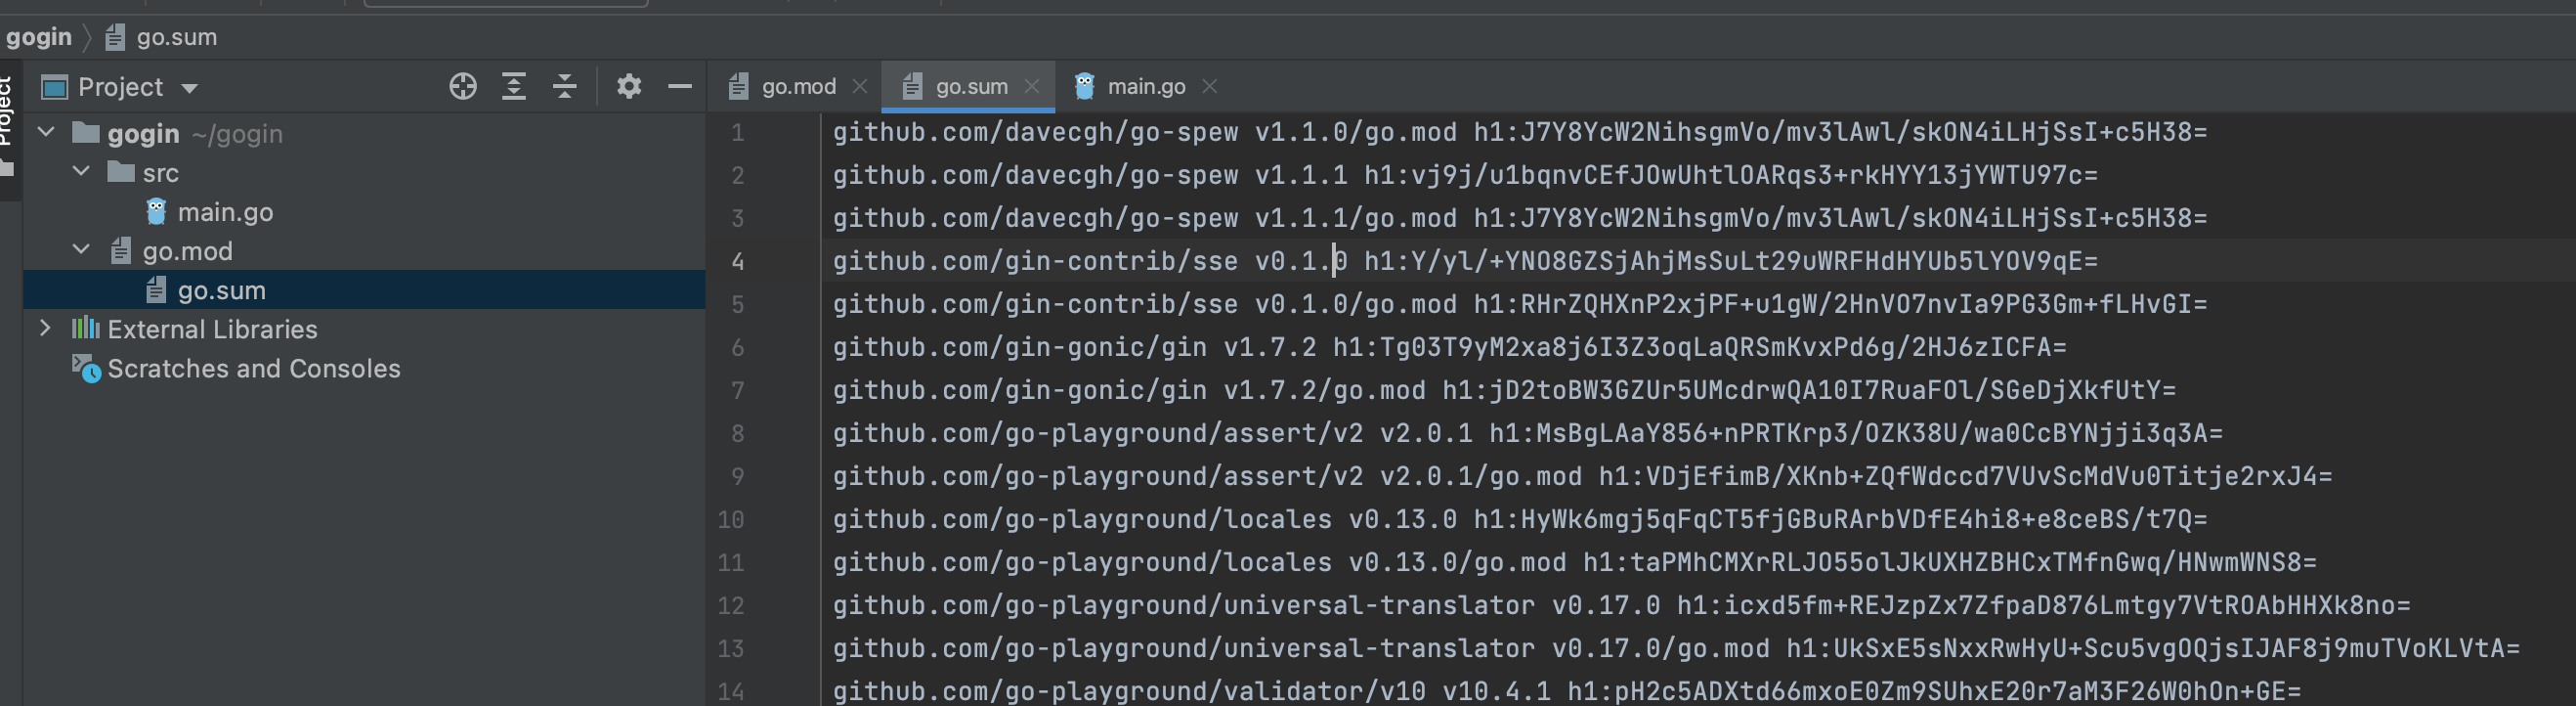 gogin go.sum
Project
Project
go.mod
go.sum
main.go
gogin ~/gogin
src
main.go
go.mod
go.sum
External Libraries
Scratches and Consoles
1 github.com/davecgh/go-spew v1.1.0/go.mod h1:J7Y8YcW2NihsgmVo/mv3lAwl/skON4iLHjSsI+c5H38=
2 github.com/davecgh/go-spew v1.1.1 h1:vj9j/u1bqnvCEfJOwUhtlOARqs3+rkHYY13jYWTU97c=
3 github.com/davecgh/go-spew v1.1.1/go.mod h1:J7Y8YcW2NihsgmVo/mv3lAwl/skON4iLHjSsI+c5H38=
4 github.com/gin-contrib/sse v0.1.0 h1:Y/yl/+YNO8GZSjAhjMsSuLt29uWRFHdHYUb5lYOV9qE=
5 github.com/gin-contrib/sse v0.1.0/go.mod h1:RHrZQHXnP2xjPF+u1gW/2HnVO7nvIa9PG3Gm+fLHvGI=
6 github.com/gin-gonic/gin v1.7.2 h1:Tg03T9yM2xa8j6I3Z3oqLaQRSmKvxPd6g/2HJ6zICFA=
7 github.com/gin-gonic/gin v1.7.2/go.mod h1:jD2toBW3GZUr5UMcdrwQA10I7RuaFOl/SGeDjXkfUtY=
8 github.com/go-playground/assert/v2 v2.0.1 h1:MsBgLAaY856+nPRTKrp3/OZK38U/wa0CcBYNjji3q3A=
9 github.com/go-playground/assert/v2 v2.0.1/go.mod h1:VDjEfimB/XKnb+ZQfWdccd7VUvScMdVu0Titje2rxJ4=
10 github.com/go-playground/locales v0.13.0 h1:HyWk6mgj5qFqCT5fjGBuRArbVDfE4hi8+e8ceBS/t7Q=
11 github.com/go-playground/locales v0.13.0/go.mod h1:taPMhCMXrRLJO55olJkUXHZBHCxTMfnGwq/HNwmWNS8=
12 github.com/go-playground/universal-translator v0.17.0 h1:icxd5fm+REJzpZx7ZfpaD876Lmtgy7VtROAbHHXk8no=
13 github.com/go-playground/universal-translator v0.17.0/go.mod h1:UkSxE5sNxxRwHyU+Scu5vgOQjsIJAF8j9muTVoKLVtA=
14 github.com/go-playground/validator/v10 v10.4.1 h1:pH2c5ADXtd66mxoE0Zm9SUhxE20r7aM3F26W0hOn+GE=